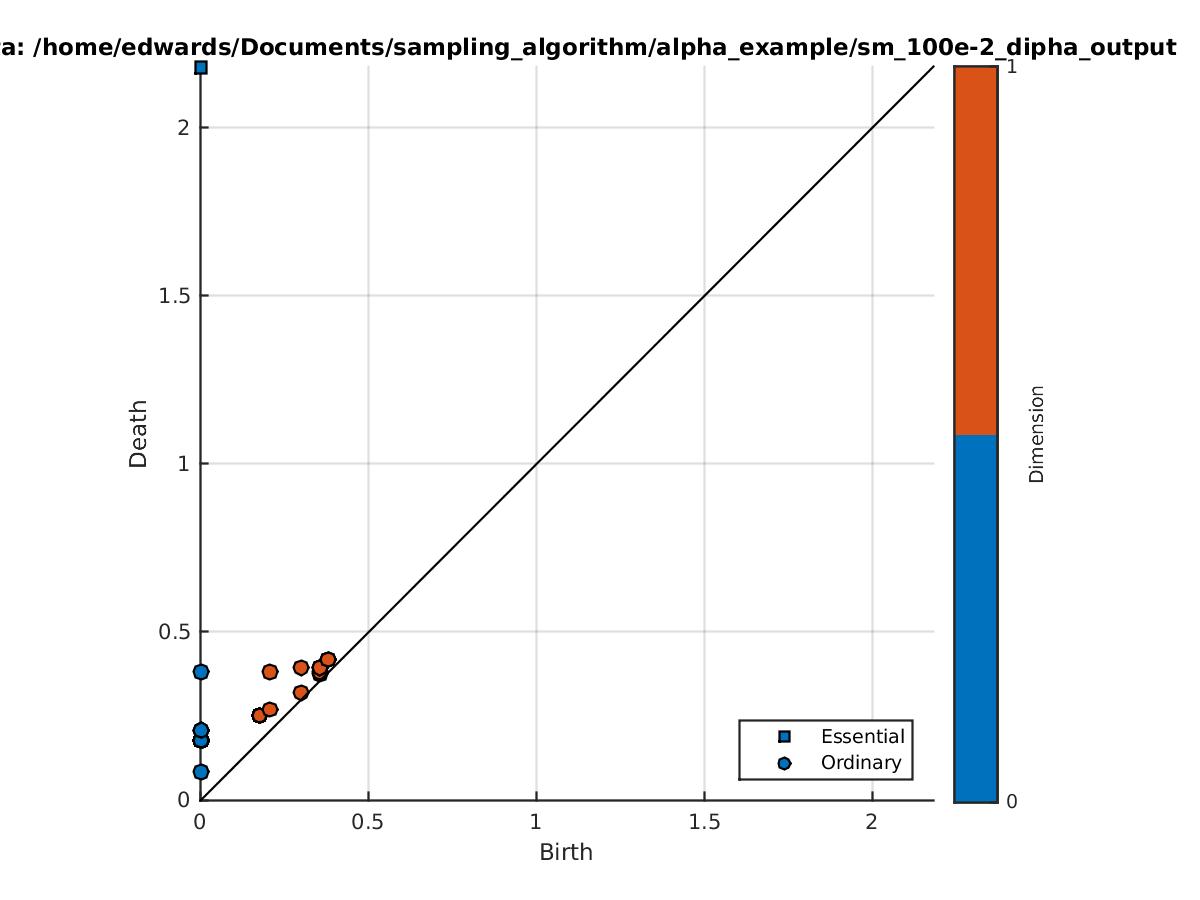 /home/edwards/Documents/sampling_algorithm/alpha_example/sm_100e-2_dipha_output
2
1.5
1
0.5
0
Death
0 0.5 1 1.5 2
Birth
Essential
Ordinary
1
0
Dimension